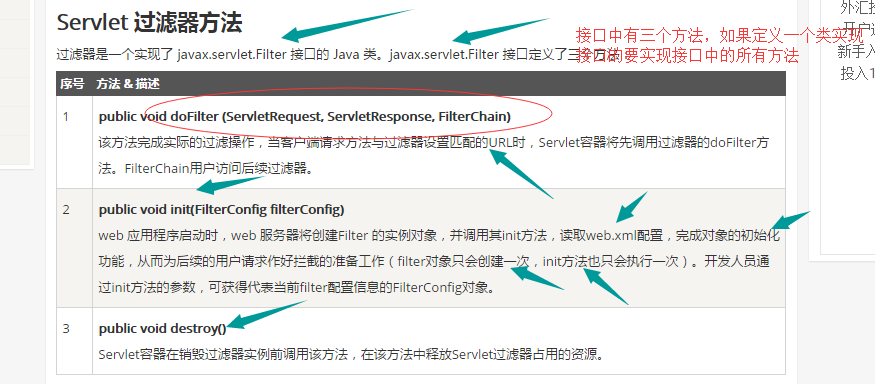 Servlet 过滤器方法
过滤器是一个实现了 javax.servlet.Filter 接口的 Java 类。javax.servlet.Filter 接口定义了三个方法:
接口中有三个方法，如果定义一个类实现
接口的要实现接口中的所有方法
序号 方法 & 描述
1 public void doFilter (ServletRequest, ServletResponse, FilterChain)
该方法完成实际的过滤操作，当客户端请求方法与过滤器设置匹配的URL时，Servlet容器将先调用过滤器的doFilter方
法。FilterChain用户访问后续过滤器。
2 public void init(FilterConfig filterConfig)
web 应用程序启动时，web 服务器将创建Filter 的实例对象，并调用其init方法，读取web.xml配置，完成对象的初始化
功能，从而为后续的用户请求作好拦截的准备工作（filter对象只会创建一次，init方法也只会执行一次）。开发人员通
过init方法的参数，可获得代表当前filter配置信息的FilterConfig对象。
3 public void destroy()
Servlet容器在销毁过滤器实例前调用该方法，在该方法中释放Servlet过滤器占用的资源。
外汇
新手入
投入1